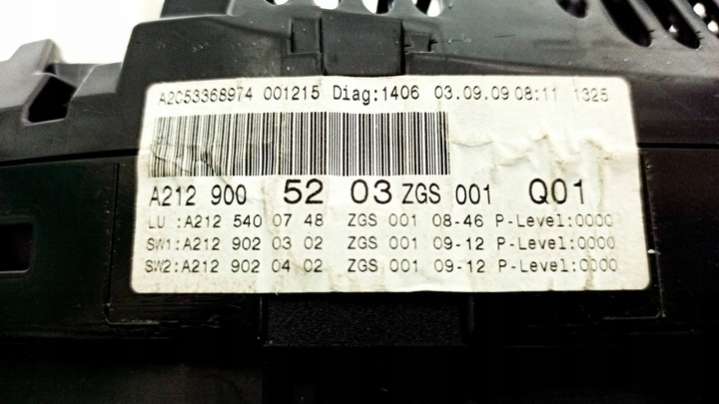 A2C53368974 001215 Diag:1406 03.09.09 08:11 1325
A212 900 52 03 ZGS 001 Q01
LU :A212 540 07 48 ZGS 001 08-46 P-Level:0000
SW1:A212 902 03 02 ZGS 001 09-12 P-Level:0000
SW2:A212 902 04 02 ZGS 001 09-12 P-Level:0000